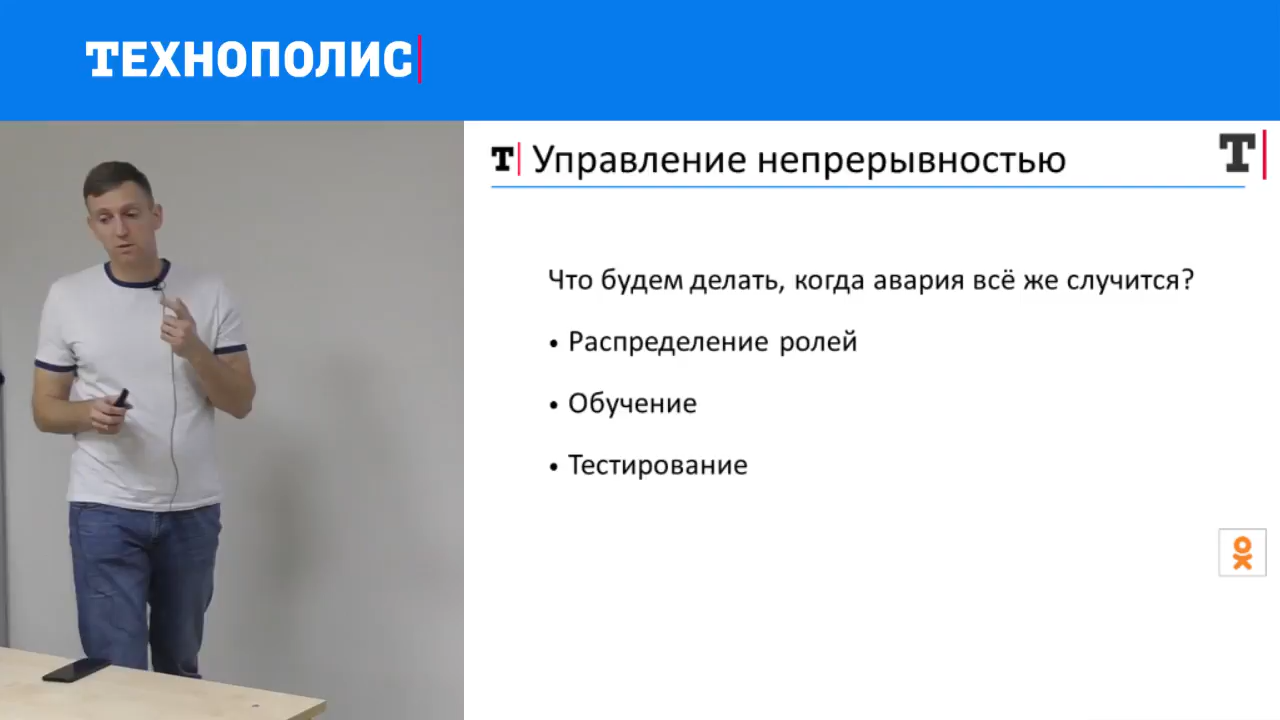 ТЕХНОПОЛИС
Т Управление непрерывностью
Т
Что будем делать, когда авария всё же случится?
• Распределение ролей
• Обучение
• Тестирование